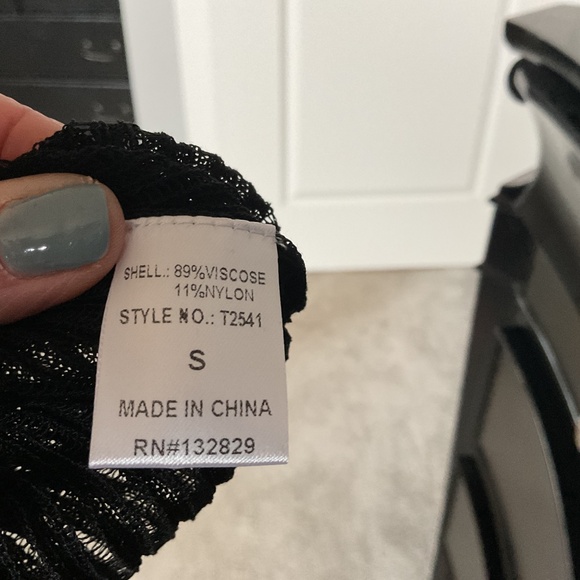 SHELL.: 89%VISCOSE
11%NYLON
STYLE NO.: T2541
S
MADE IN CHINA
RN#132829